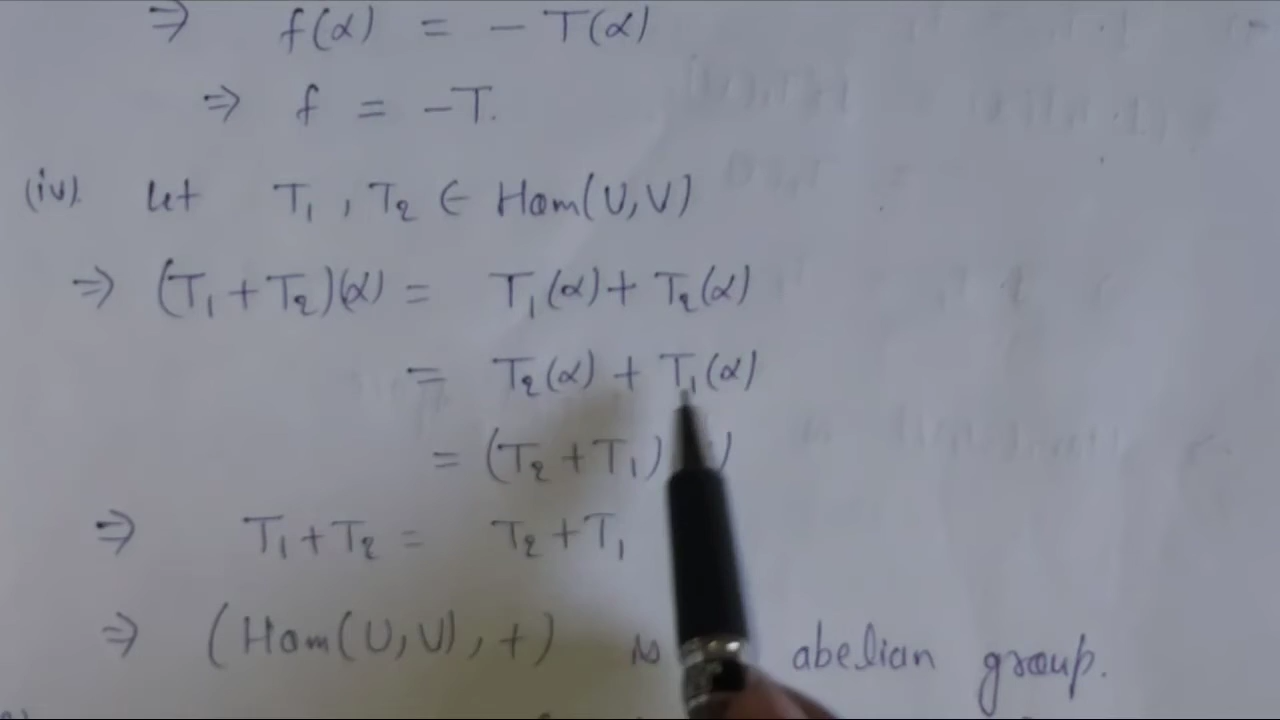 ⇒ f(α) = - T(α)
⇒ f = -T.
(iv). Let T₁, T₂ ∈ Hom(U,V)
⇒ (T₁+T₂)(α) = T₁(α)+ T₂(α)
= T₂(α) + T₁(α)
= (T₂+T₁)
⇒ T₁+T₂ = T₂+T₁
⇒ (Hom(U,V), +) is abelian group.